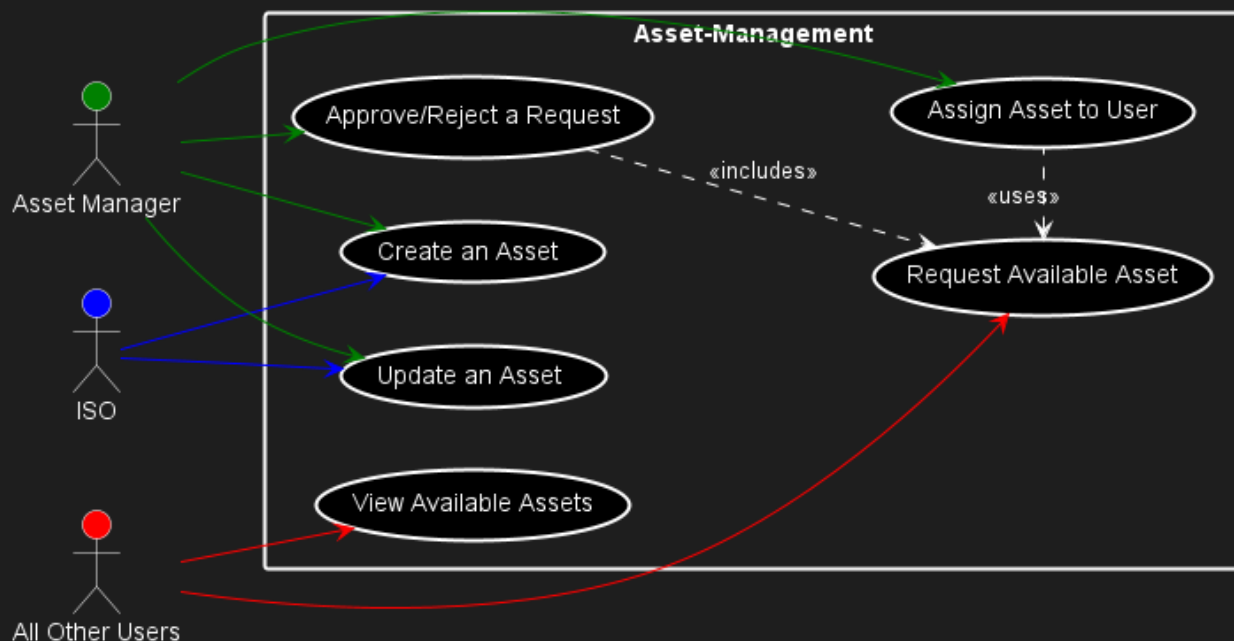 Asset-Management
Approve/Reject a Request
Assign Asset to User
«includes»
«uses»
Asset Manager
Create an Asset
Request Available Asset
Update an Asset
ISO
View Available Assets
All Other Users